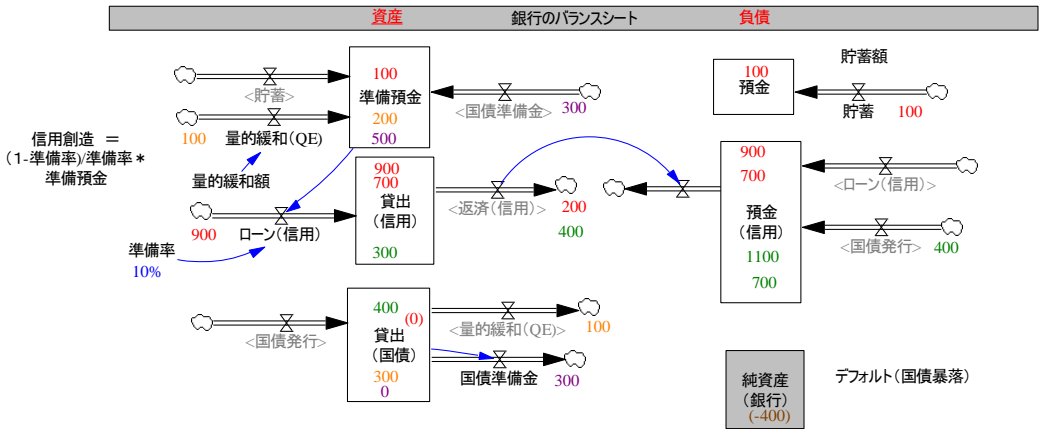 資産
銀行のバランスシート
負債
100
準備預金
200
500
<貯蓄>
100
量的緩和(QE)
量的緩和額
<国債準備金>
300
信用創造 =
(1-準備率)/準備率*
準備預金
900
700
貸出
(信用)
300
900
ローン(信用)
準備率
10%
<返済(信用)>
200
400
400
(0)
貸出
(国債)
300
0
<国債発行>
<量的緩和(QE)>
100
国債準備金
300
100
預金
貯蓄額
貯蓄
100
900
700
預金
(信用)
1100
700
<ローン(信用)>
<国債発行>
400
純資産
(銀行)
(-400)
デフォルト(国債暴落)